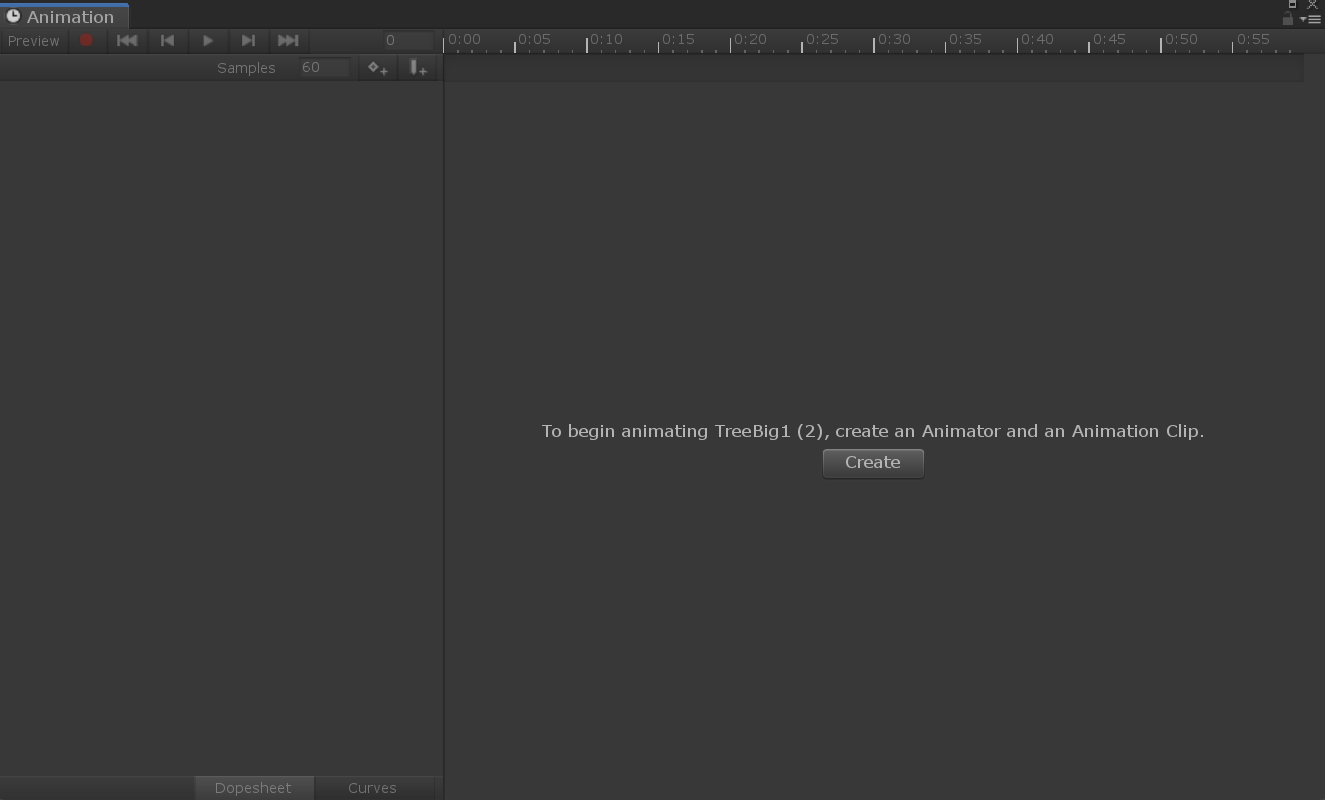 Animation
Preview 0 0:00 0:05 0:10 0:15 0:20 0:25 0:30 0:35 0:40 0:45 0:50 0:55
Samples 60
To begin animating TreeBig1 (2), create an Animator and an Animation Clip.
Create
Dopesheet Curves